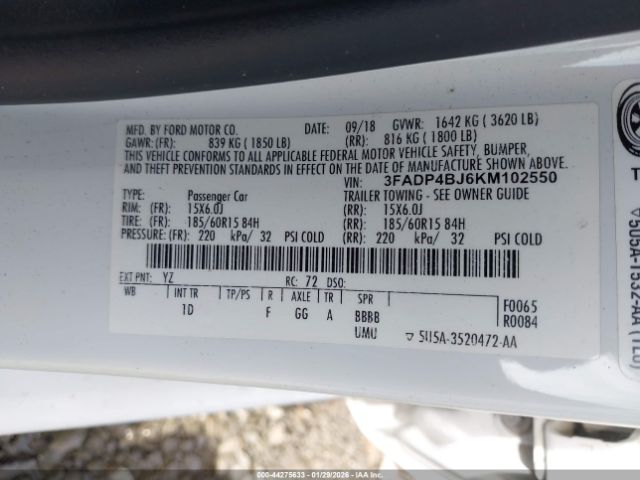 MFD. BY FORD MOTOR CO. DATE: 09/18 GVWR: 1642 KG ( 3620 LB)
GAWR: (FR): 839 KG ( 1850 LB) (RR): 816 KG ( 1800 LB)
THIS VEHICLE CONFORMS TO ALL APPLICABLE FEDERAL MOTOR VEHICLE SAFETY, BUMPER,
AND THEFT PREVENTION STANDARDS IN EFFECT ON THE DATE OF MANUFACTURE SHOWN ABOVE.
VIN: 3FADP4BJ6KM102550
TYPE: Passenger Car TRAILER TOWING - SEE OWNER GUIDE
RIM: (FR): 15X6.0J (RR): 15X6.0J
TIRE: (FR): 185/60R15 84H (RR): 185/60R15 84H
PRESSURE: (FR): 220 kPa/ 32 PSI COLD (RR): 220 kPa/ 32 PSI COLD
EXT PNT: YZ RC: 72 DSO:
WB INT TR TP/PS R AXLE TR SPR
1D F GG A BBBB
UMU
F0065
R0084
5U5A-3520472-AA
000-44275633 - 01/29/2026 - IAAI.COM